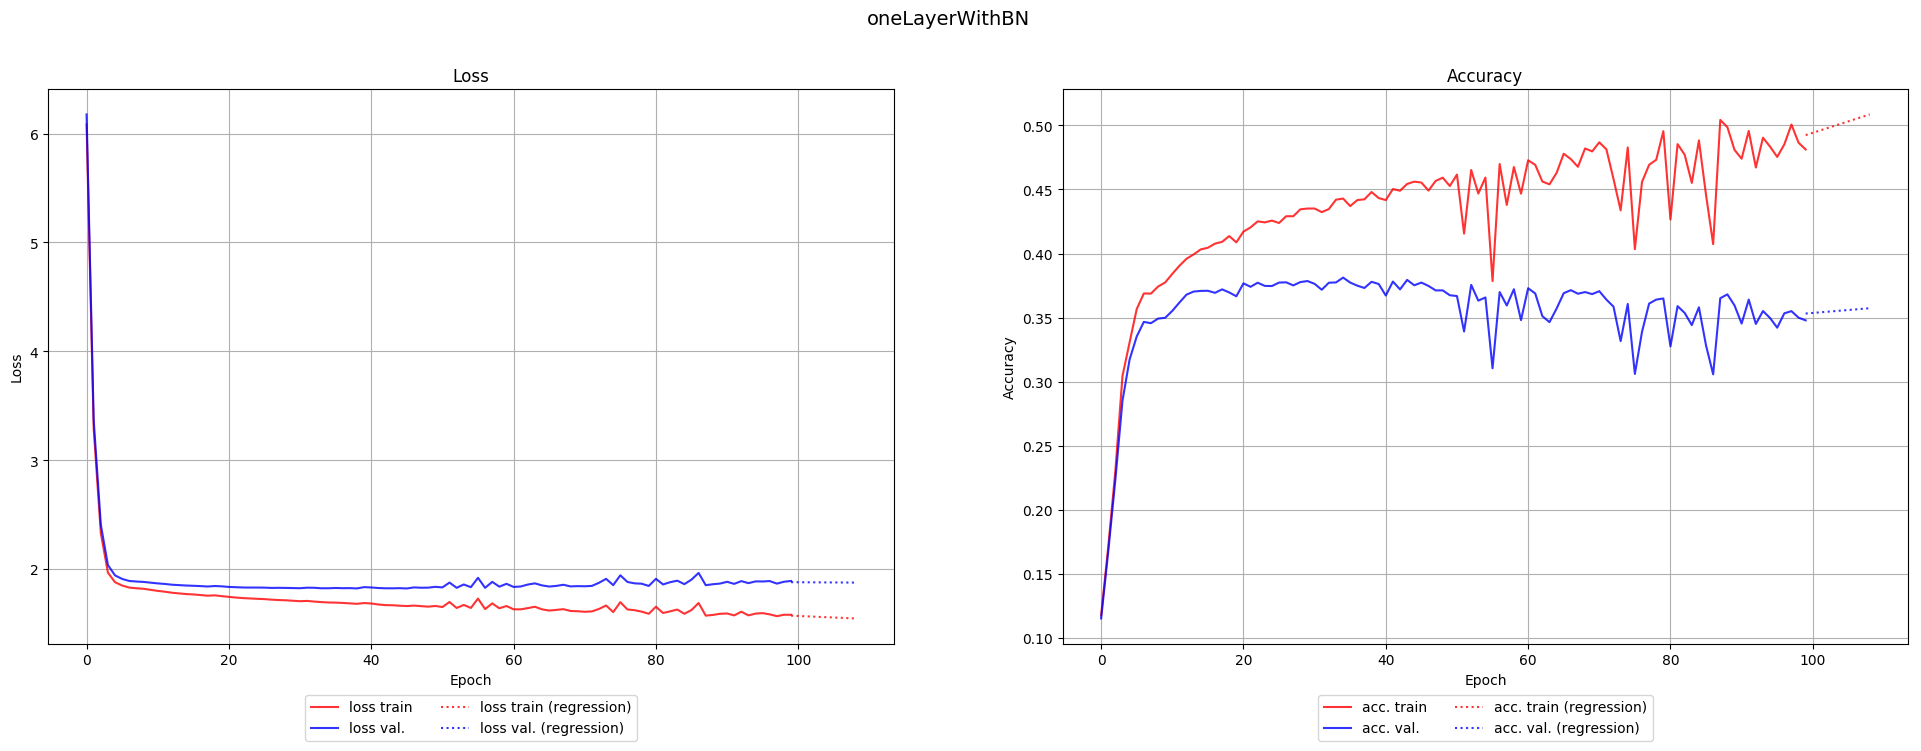 oneLayerWithBN
Loss
6
5
4
3
2
Loss
0 20 40 60 80 100
Epoch
loss train
loss val.
loss train (regression)
loss val. (regression)
Accuracy
0.50
0.45
0.40
0.35
0.30
0.25
0.20
0.15
0.10
Accuracy
0 20 40 60 80 100
Epoch
acc. train
acc. val.
acc. train (regression)
acc. val. (regression)